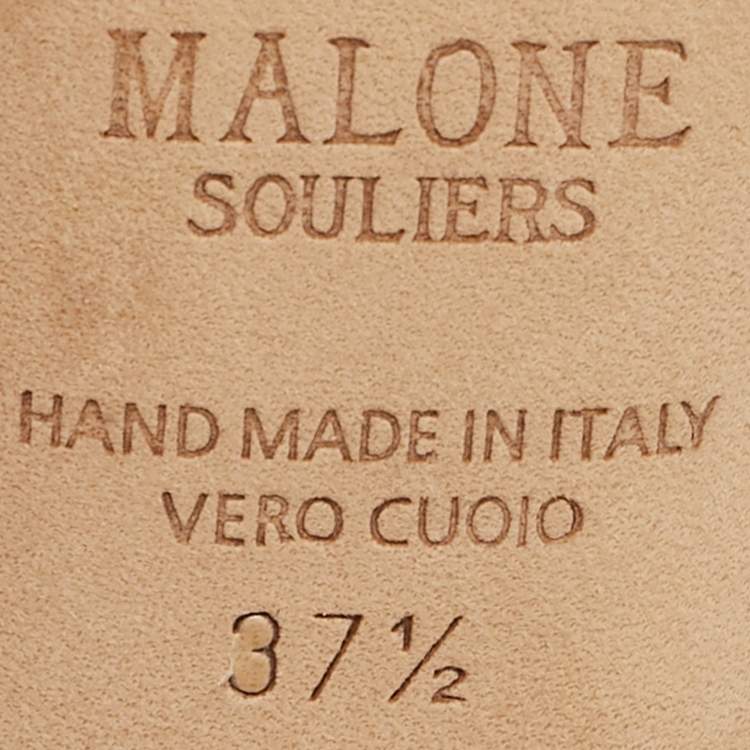 MALONE
SOULIERS
HAND MADE IN ITALY
VERO CUOIO
37½